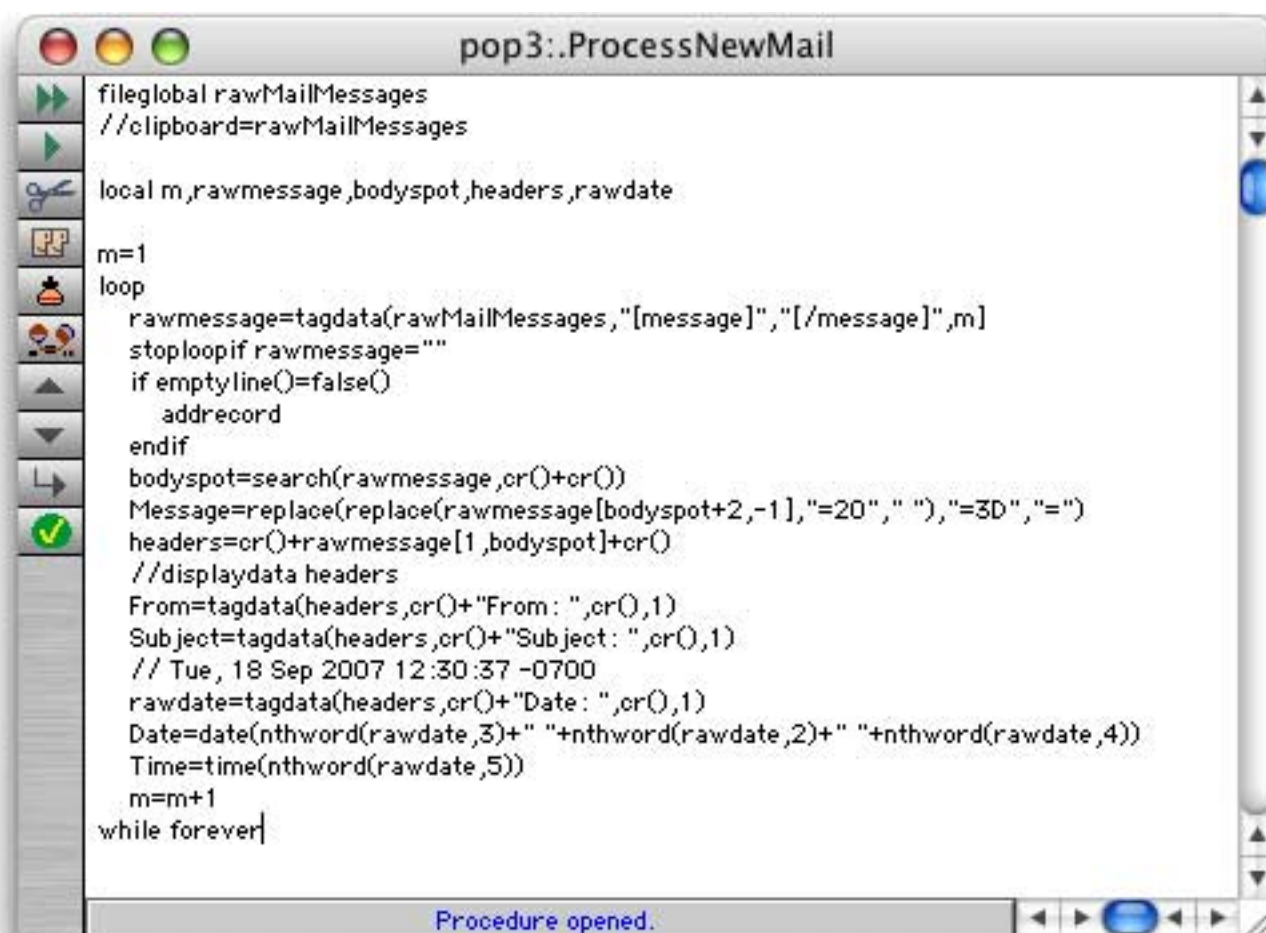 pop3:.ProcessNewMail
fileglobal rawMailMessages
//clipboard=rawMailMessages
local m,rawmessage,bodyspot,headers,rawdate
m=1
loop
rawmessage=tagdata(rawMailMessages,"[message]","[/message]",m]
stoploopif rawmessage=""
if emptyline()=false()
addrecord
endif
bodyspot=search(rawmessage,cr()+cr())
Message=replace(replace(rawmessage[bodyspot+2,-1],"=20"," "),"=3D","=")
headers=cr()+rawmessage[1,bodyspot]+cr()
//displaydata headers
From=tagdata(headers,cr()+"From: ",cr(),1)
Subject=tagdata(headers,cr()+"Subject: ",cr(),1)
// Tue, 18 Sep 2007 12:30:37 -0700
rawdate=tagdata(headers,cr()+"Date: ",cr(),1)
Date=date(nthword(rawdate,3)+" "+nthword(rawdate,2)+" "+nthword(rawdate,4))
Time=time(nthword(rawdate,5))
m=m+1
while forever
Procedure opened.